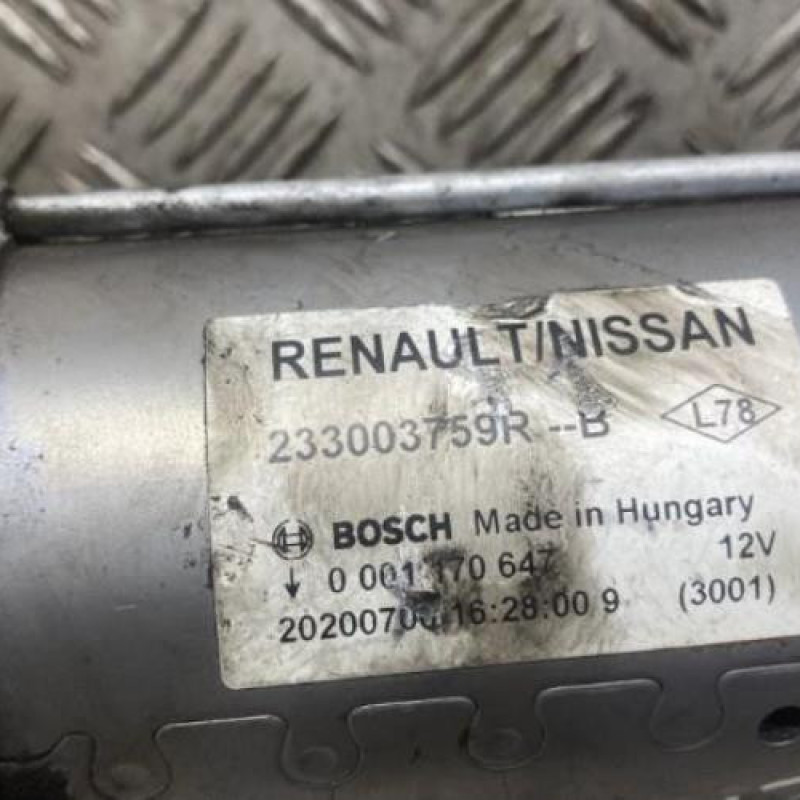 RENAULT/NISSAN
233003759R --B
L78
BOSCH Made in Hungary
0 001 170 647 12V
16:28:00 9 (3001)